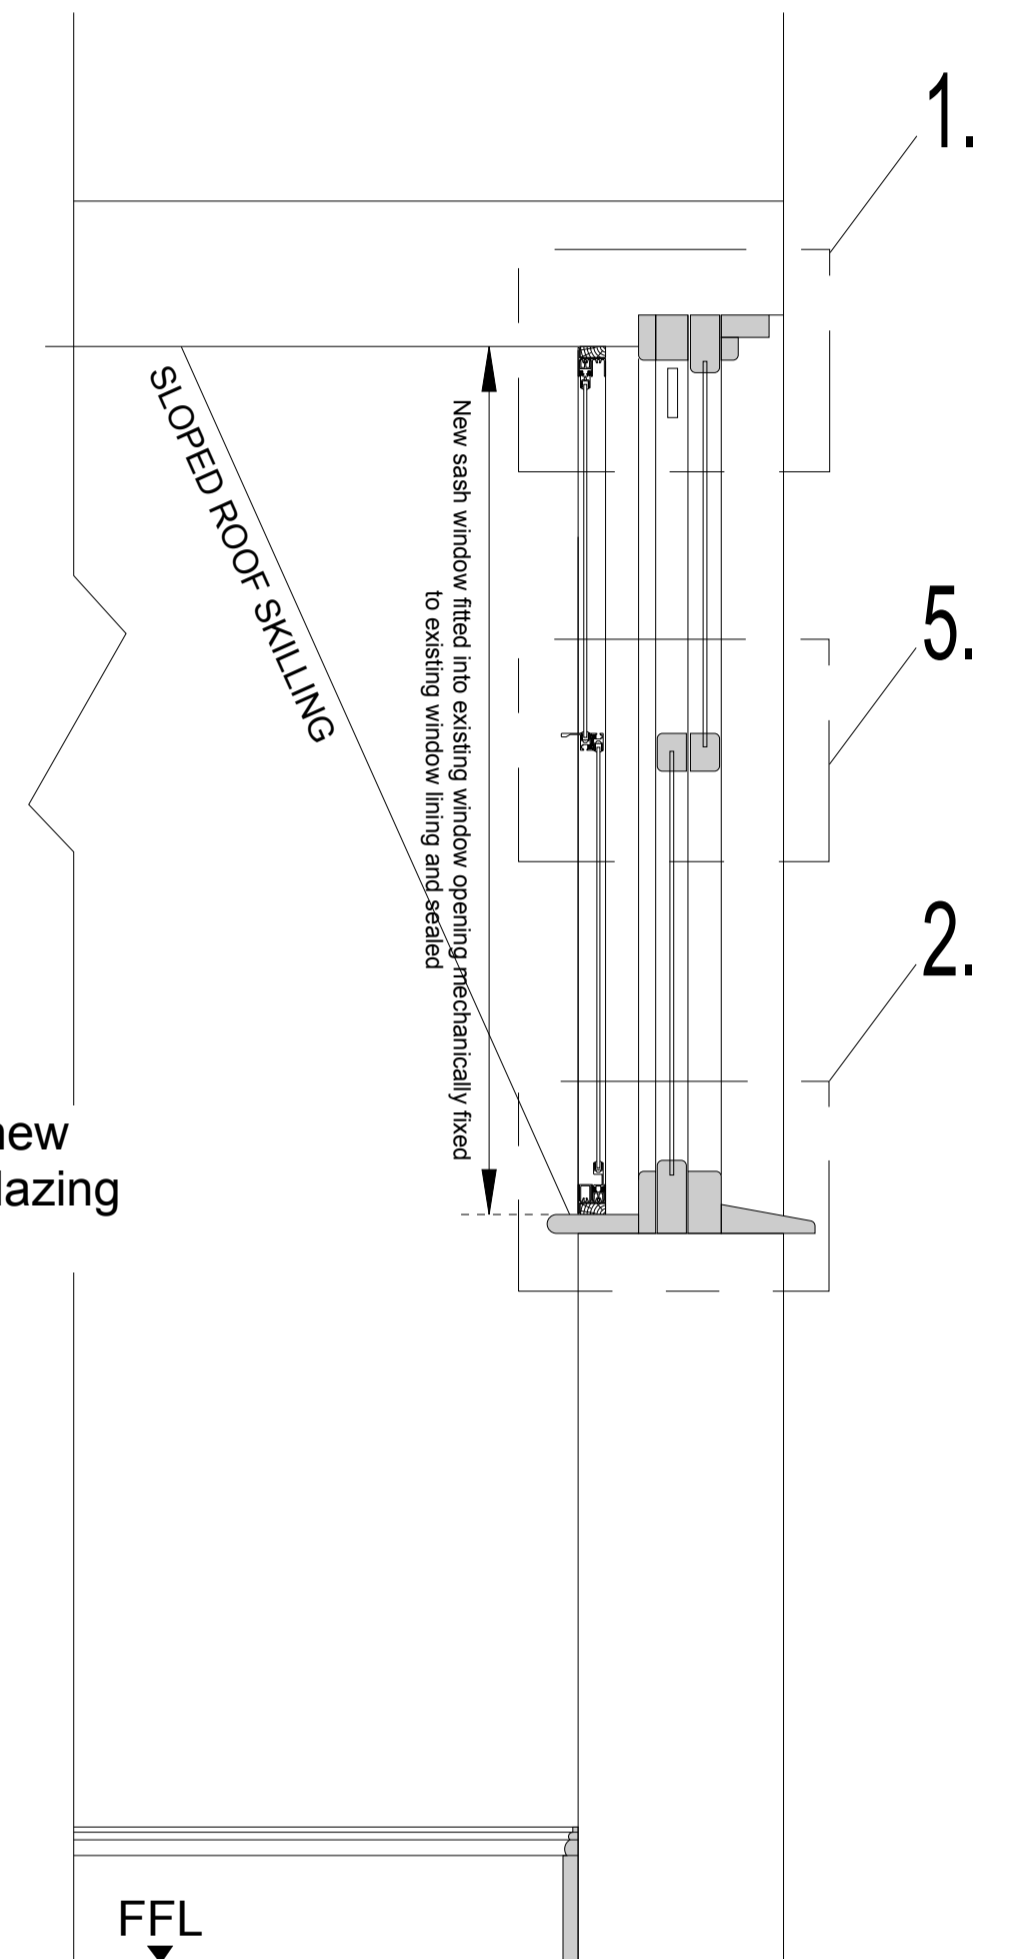 1.
SLOPED ROOF SKILLING
New sash window fitted into existing window opening mechanically fixed
to existing window lining and sealed
5.
2.
new
lazing
FFL